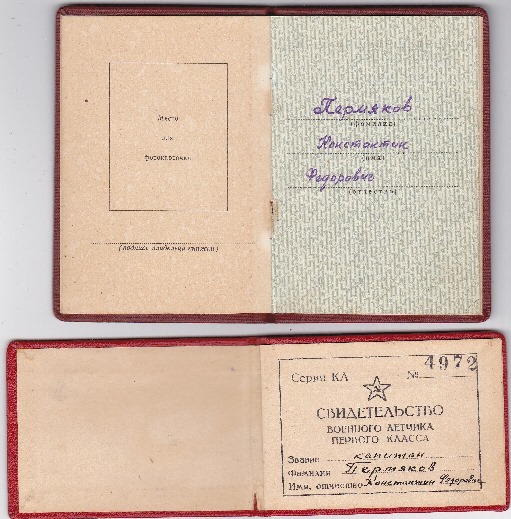 Место
для
фотокарточки
(подпись владельца книжки)
Пермяков
(фамилия)
Константин
(имя)
Федорович
(отчество)
Серия КА № 4972
СВИДЕТЕЛЬСТВО
ВОЕННОГО ЛЕТЧИКА
ПЕРВОГО КЛАССА
Звание капитан
Фамилия Пермяков
Имя, отчество Константин Федорович